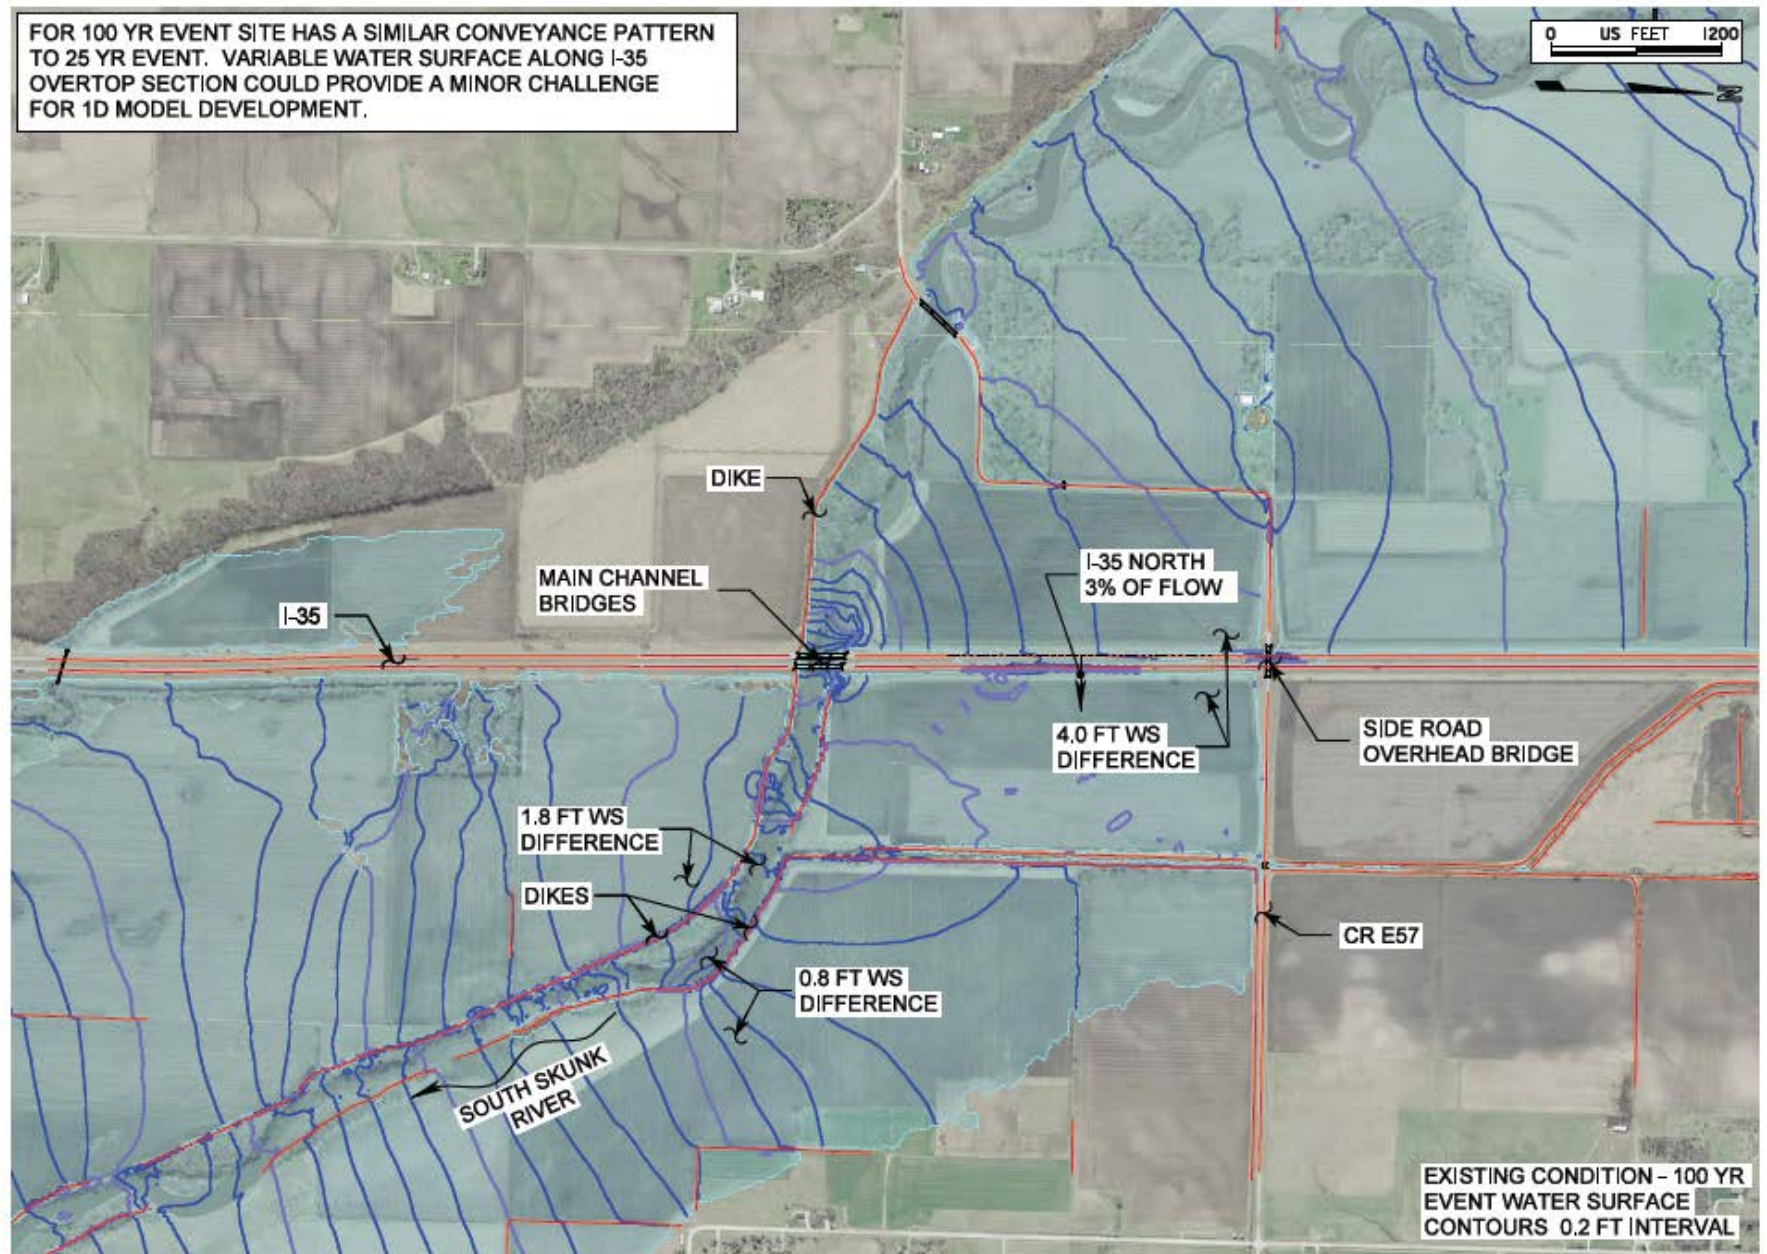 FOR 100 YR EVENT SITE HAS A SIMILAR CONVEYANCE PATTERN
TO 25 YR EVENT. VARIABLE WATER SURFACE ALONG I-35
OVERTOP SECTION COULD PROVIDE A MINOR CHALLENGE
FOR 1D MODEL DEVELOPMENT.
0 US FEET 1200
N
DIKE
MAIN CHANNEL
BRIDGES
I-35 NORTH
3% OF FLOW
I-35
4.0 FT WS
DIFFERENCE
SIDE ROAD
OVERHEAD BRIDGE
1.8 FT WS
DIFFERENCE
DIKES
CR E57
0.8 FT WS
DIFFERENCE
SOUTH SKUNK
RIVER
EXISTING CONDITION - 100 YR
EVENT WATER SURFACE
CONTOURS 0.2 FT INTERVAL